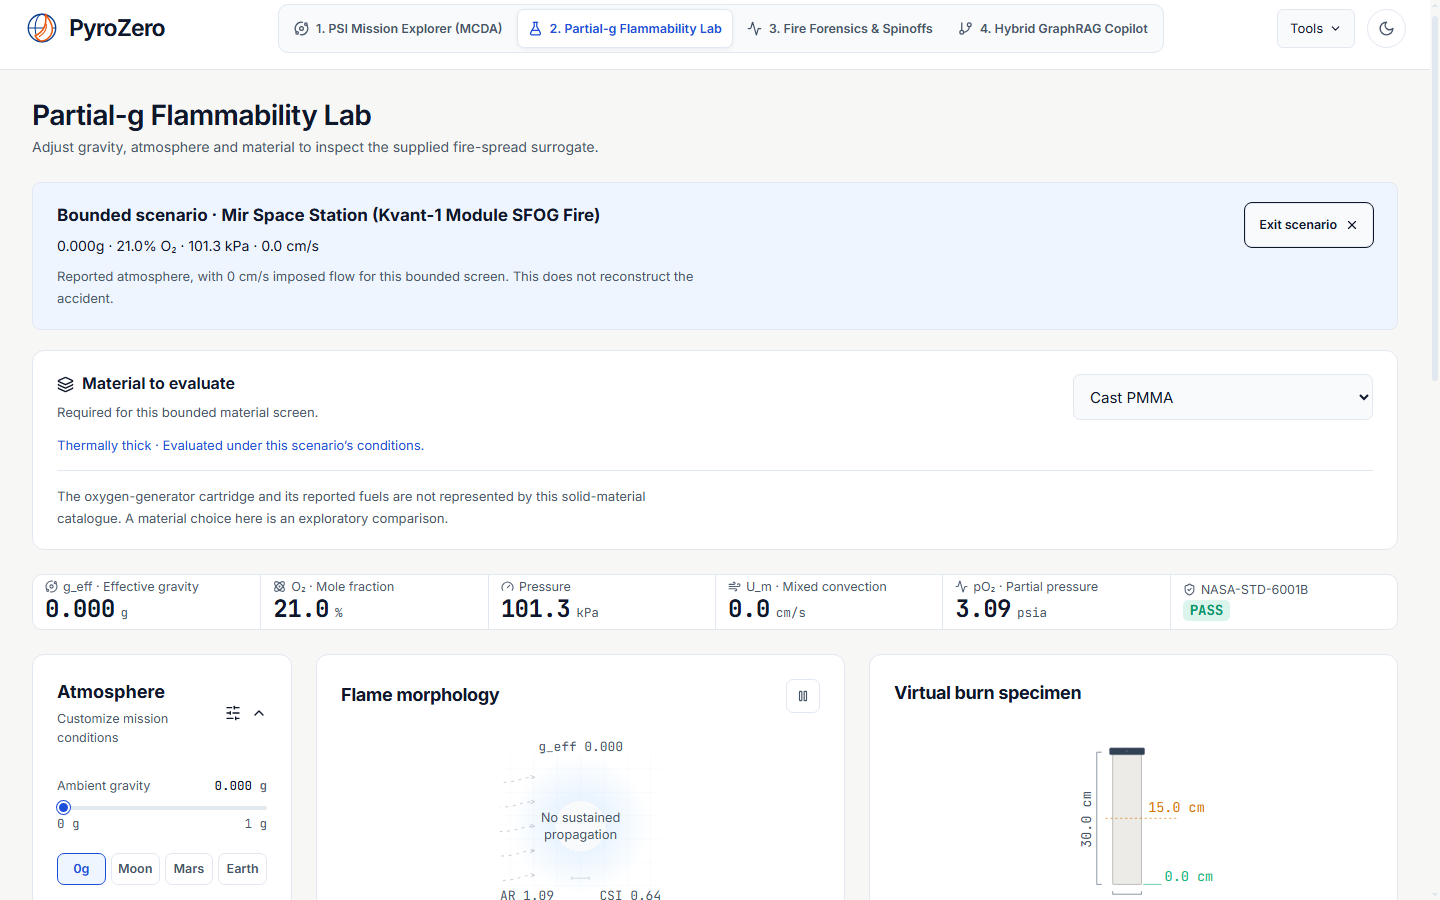 PyroZero
1. PSI Mission Explorer (MCDA)
2. Partial-g Flammability Lab
3. Fire Forensics & Spinoffs
4. Hybrid GraphRAG Copilot
Tools
Partial-g Flammability Lab
Adjust gravity, atmosphere and material to inspect the supplied fire-spread surrogate.
Bounded scenario · Mir Space Station (Kvant-1 Module SFOG Fire)
0.000g · 21.0% O₂ · 101.3 kPa · 0.0 cm/s
Reported atmosphere, with 0 cm/s imposed flow for this bounded screen. This does not reconstruct the
accident.
Exit scenario ×
Material to evaluate
Required for this bounded material screen.
Thermally thick · Evaluated under this scenario’s conditions.
Cast PMMA
The oxygen-generator cartridge and its reported fuels are not represented by this solid-material
catalogue. A material choice here is an exploratory comparison.
g_eff · Effective gravity
0.000 g
O₂ · Mole fraction
21.0 %
Pressure
101.3 kPa
U_m · Mixed convection
0.0 cm/s
pO₂ · Partial pressure
3.09 psia
NASA-STD-6001B
PASS
Atmosphere
Customize mission
conditions
Ambient gravity 0.000 g
0 g 1 g
0g Moon Mars Earth
Flame morphology
g_eff 0.000
No sustained
propagation
AR 1.09 CSI 0.64
Virtual burn specimen
30.0 cm
15.0 cm
0.0 cm